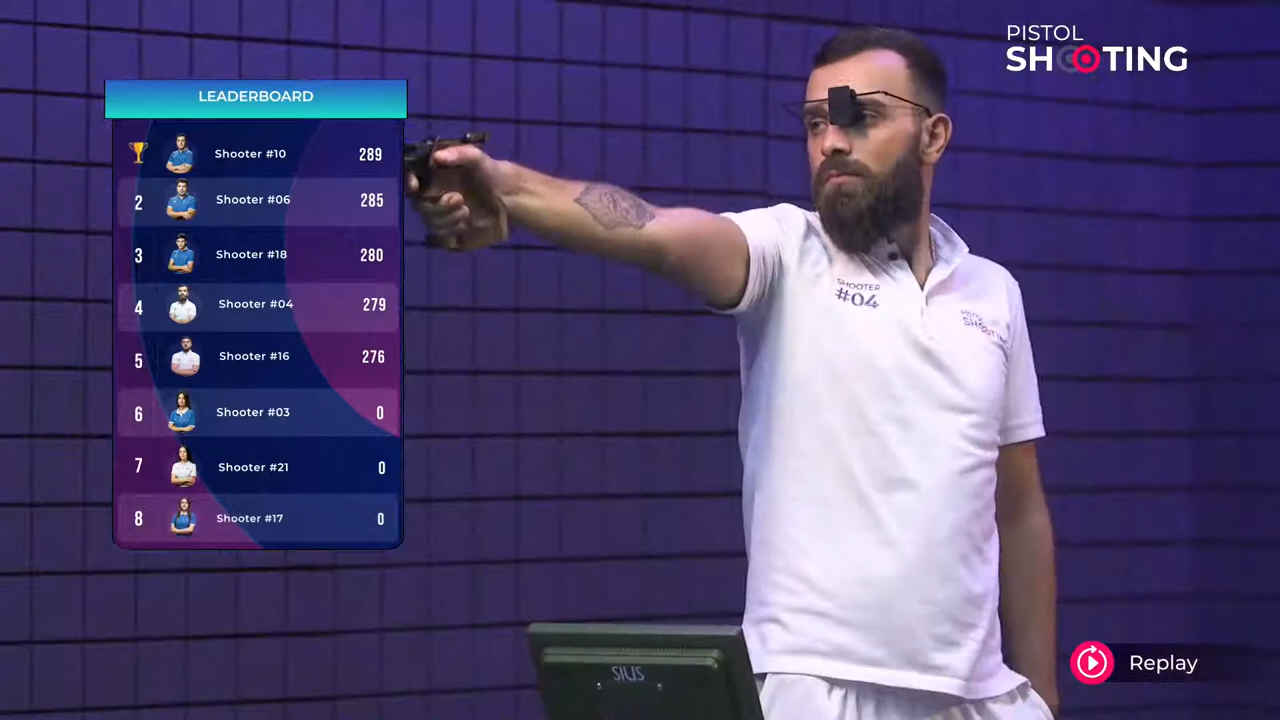 PISTOL
SHOOTING
LEADERBOARD
Shooter #10 289
2 Shooter #06 285
3 Shooter #18 280
4 Shooter #04 279
5 Shooter #16 276
6 Shooter #03 0
7 Shooter #21 0
8 Shooter #17 0
SHOOTER
#04
PISTOL
SHOOTING
SIUS
Replay